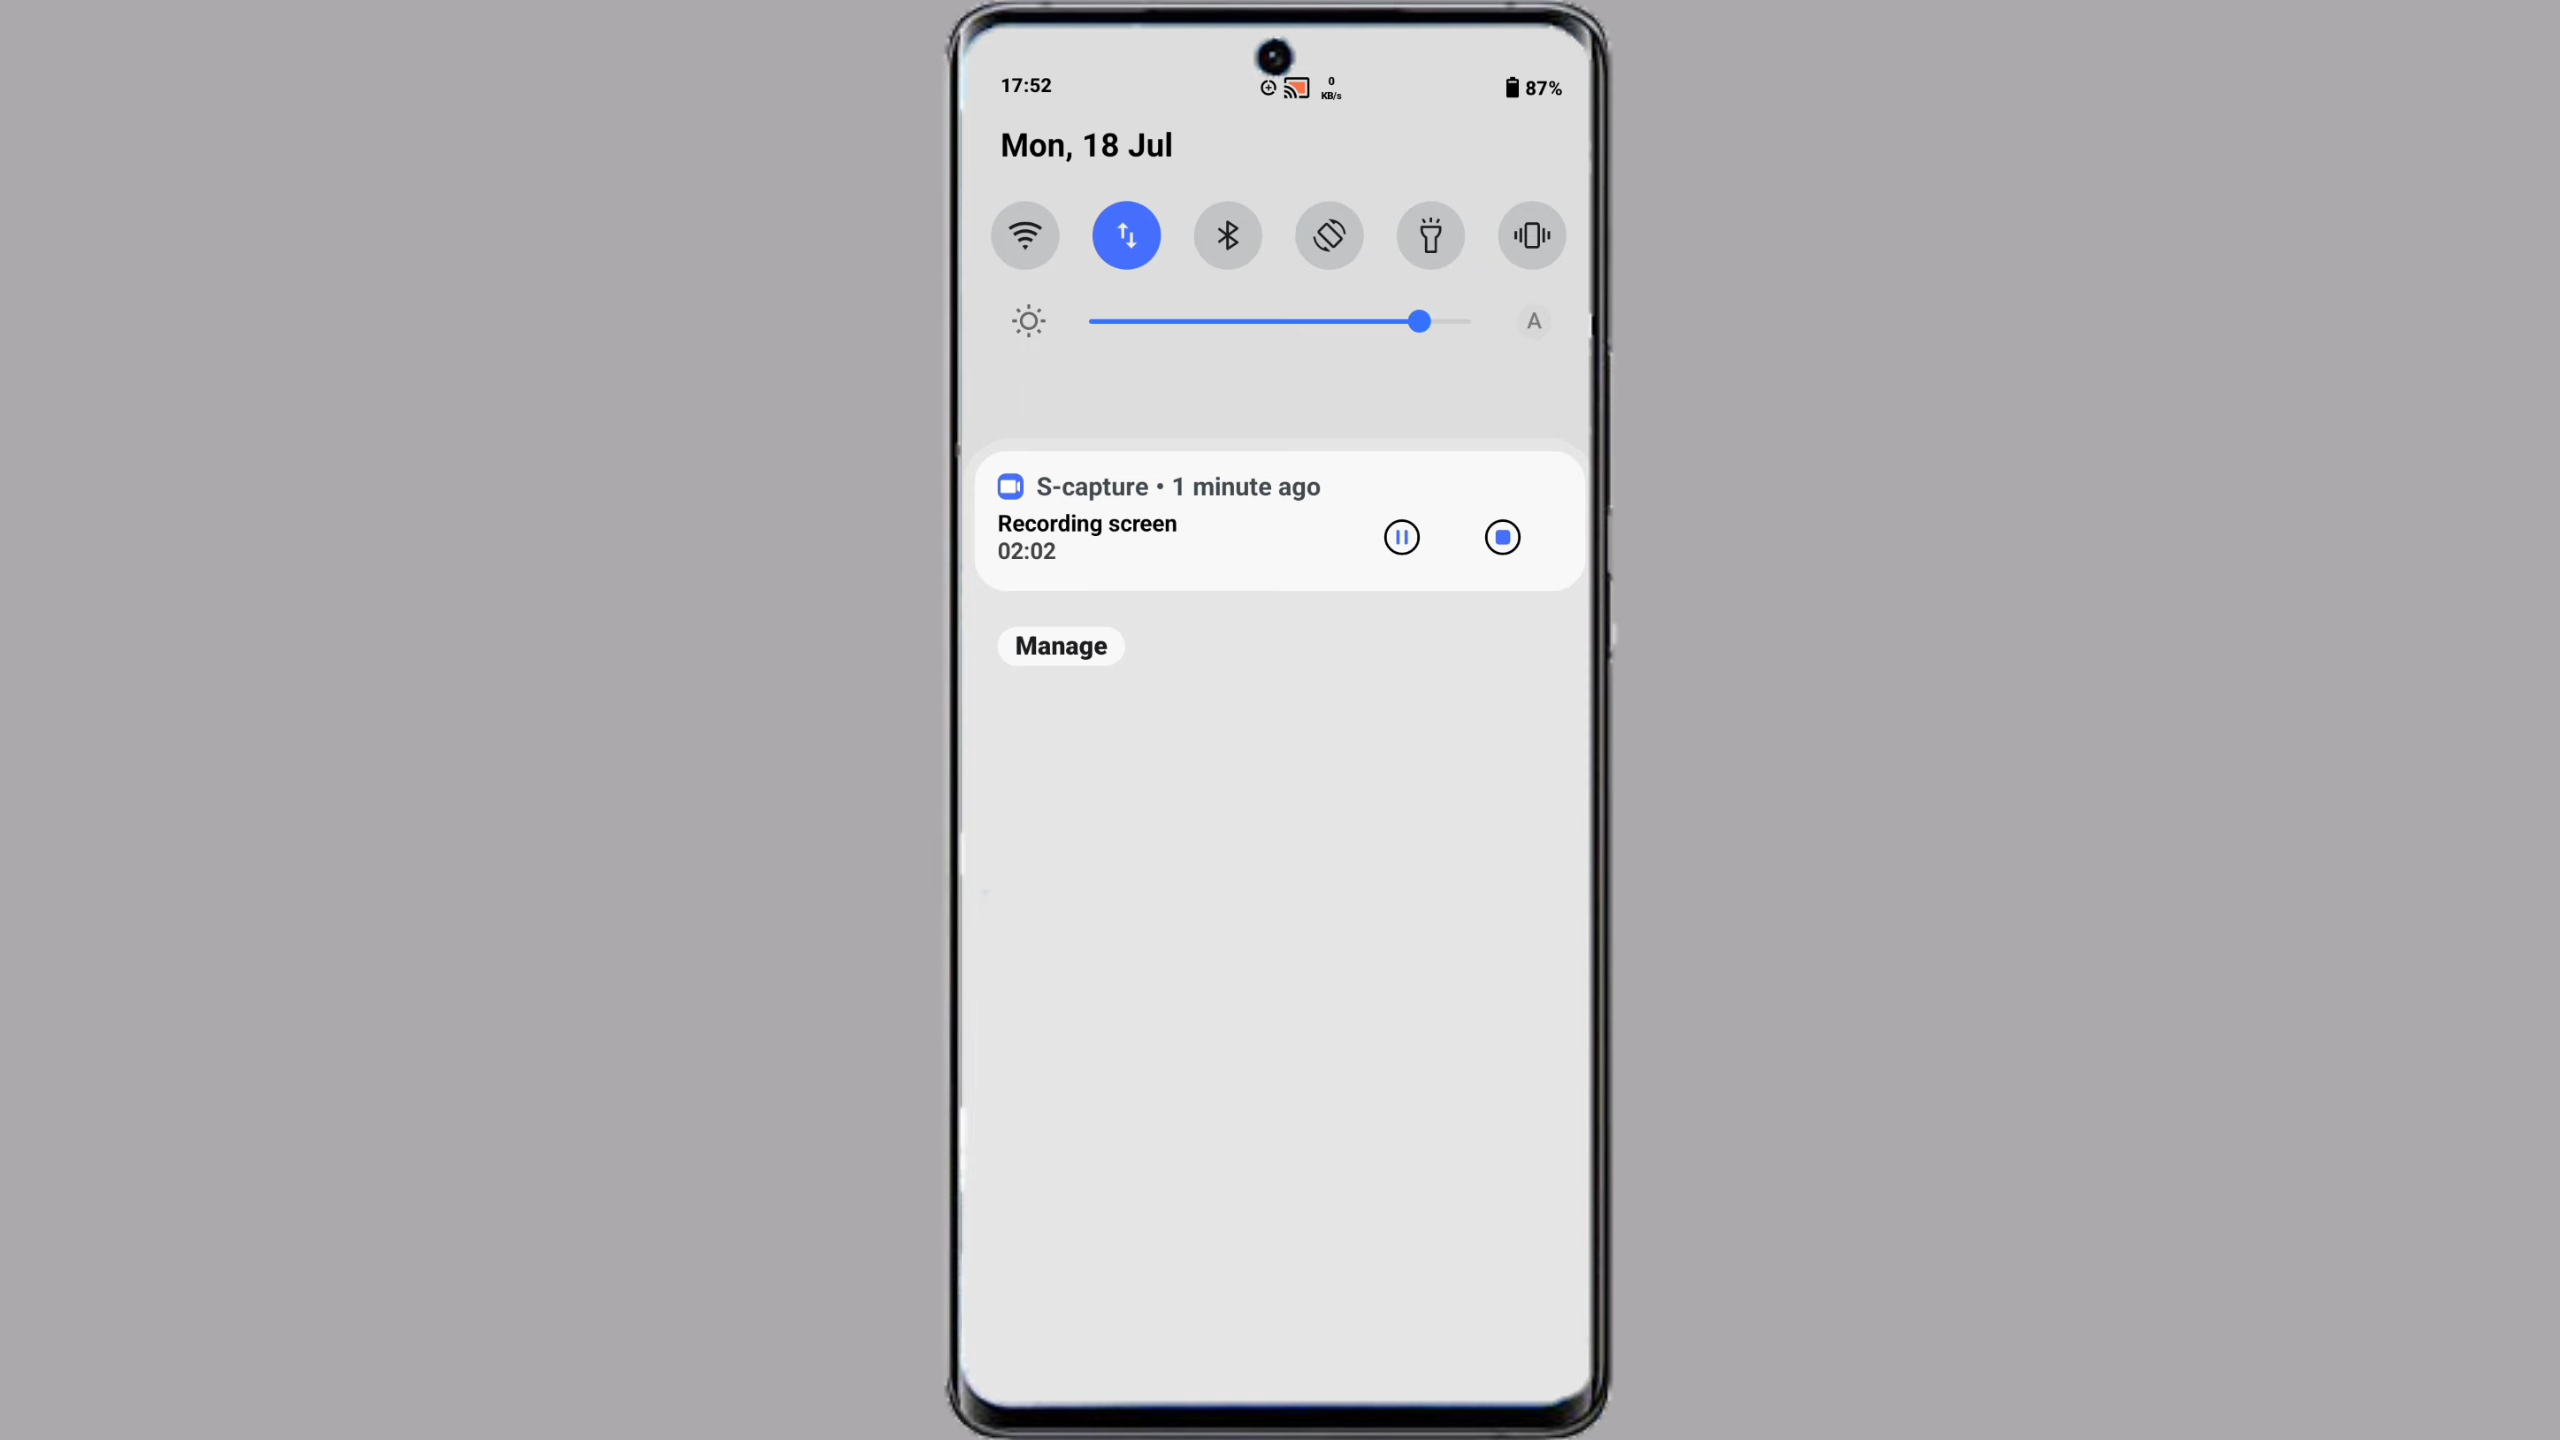 17:52
0
KB/s
87%
Mon, 18 Jul
A
S-capture • 1 minute ago
Recording screen
02:02
Manage